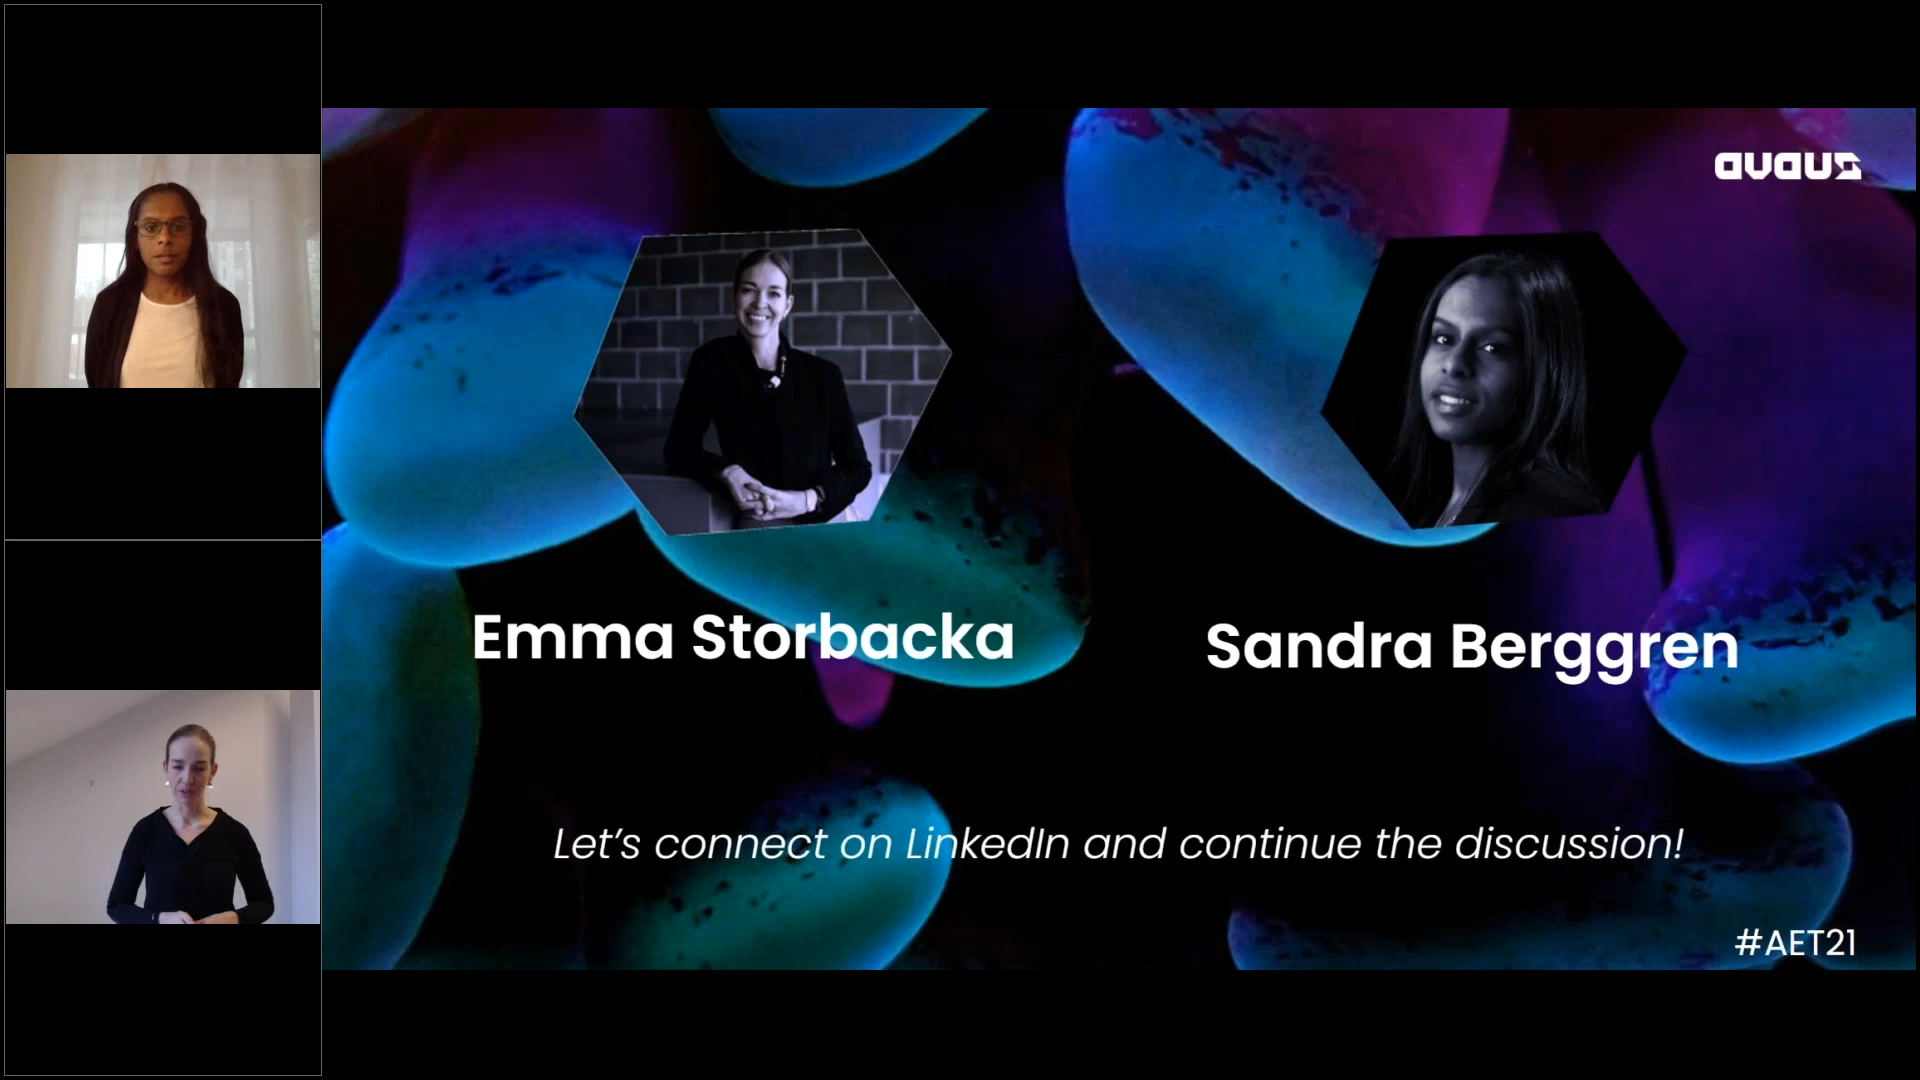 avaus
Emma Storbacka
Sandra Berggren
Let's connect on LinkedIn and continue the discussion!
#AET21